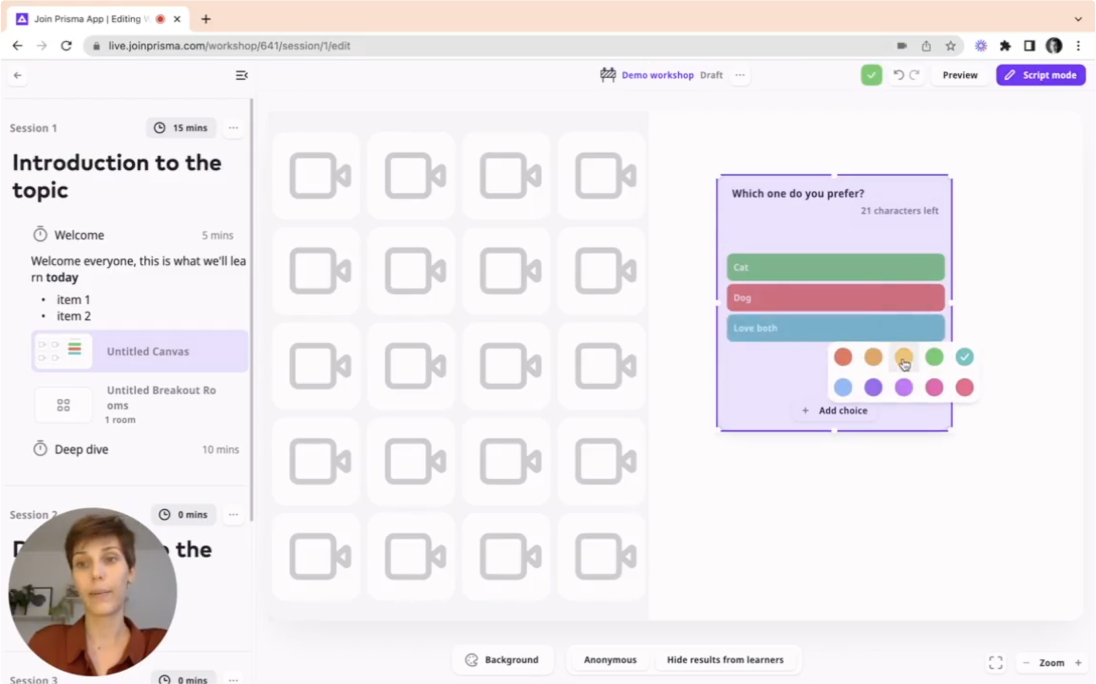 Join Prisma App | Editing W
live.joinprisma.com/workshop/641/session/1/edit
Demo workshop Draft
Preview
Script mode
Session 1
15 mins
Introduction to the
topic
Welcome
5 mins
Welcome everyone, this is what we'll lea
rn today
• item 1
• item 2
Untitled Canvas
Untitled Breakout Ro
oms
1 room
Deep dive
10 mins
Session 2
0 mins
the
Session 3
0 mins
Which one do you prefer?
21 characters left
Cat
Dog
Love both
+ Add choice
Background
Anonymous
Hide results from learners
− Zoom +